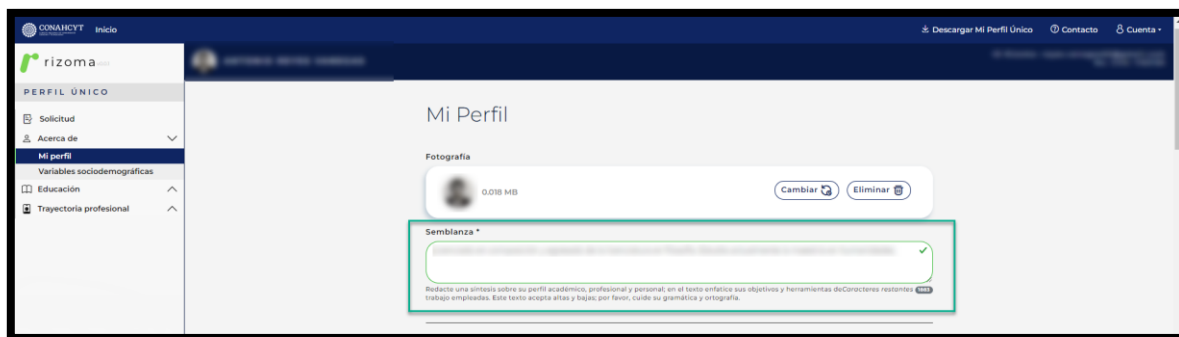 CONAHCYT Inicio
Descargar Mi Perfil Único Contacto Cuenta
rizoma
PERFIL ÚNICO
Solicitud
Acerca de
Mi perfil
Variables sociodemográficas
Educación
Trayectoria profesional
Mi Perfil
Fotografía
0.018 MB
Cambiar
Eliminar
Semblanza *
Redacte una síntesis sobre su perfil académico, profesional y personal; en el texto enfatice sus objetivos y herramientas de
Caracteres restantes
trabajo empleadas. Este texto acepta altas y bajas; por favor, cuide su gramática y ortografía.